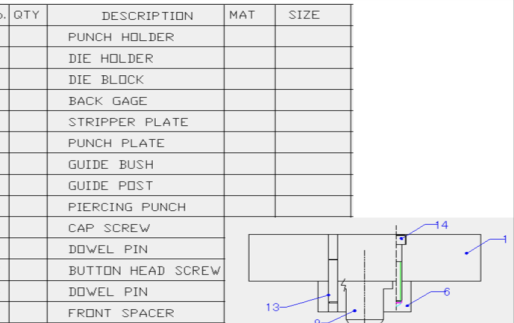 QTY DESCRIPTION MAT SIZE
PUNCH HOLDER
DIE HOLDER
DIE BLOCK
BACK GAGE
STRIPPER PLATE
PUNCH PLATE
GUIDE BUSH
GUIDE POST
PIERCING PUNCH
CAP SCREW
DOWEL PIN
BUTTON HEAD SCREW
DOWEL PIN
FRONT SPACER
14
1
6
13